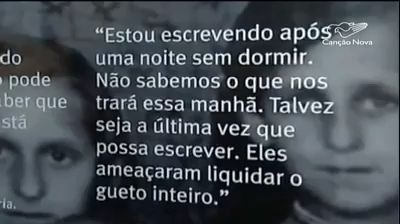 do
pode
ber que
stá
ria.
"Estou escrevendo após
uma noite sem dormir.
Não sabemos o que nos
trará essa manhã. Talvez
seja a última vez que
possa escrever. Eles
ameaçaram liquidar o
gueto inteiro."
Canção Nova